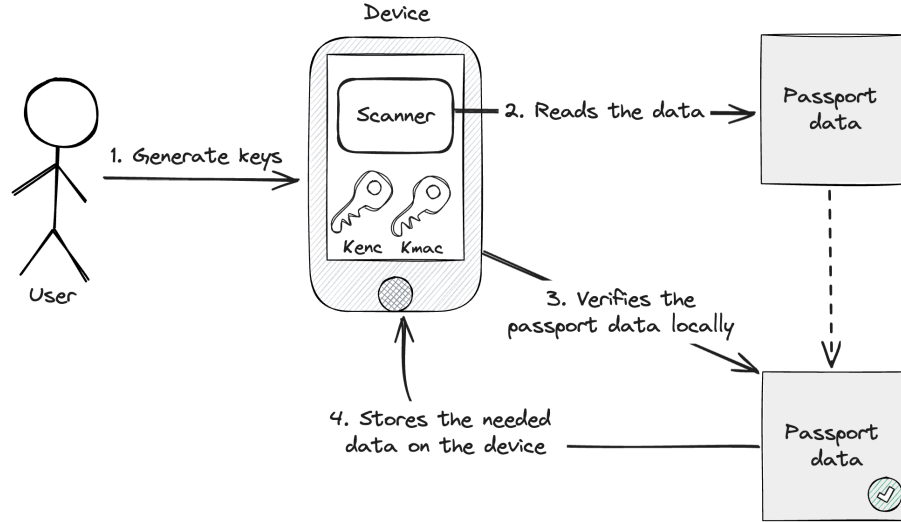 Device
Scanner
2. Reads the data
Passport
data
1. Generate keys
Kenc Kmac
User
3. Verifies the
passport data locally
4. Stores the needed
data on the device
Passport
data